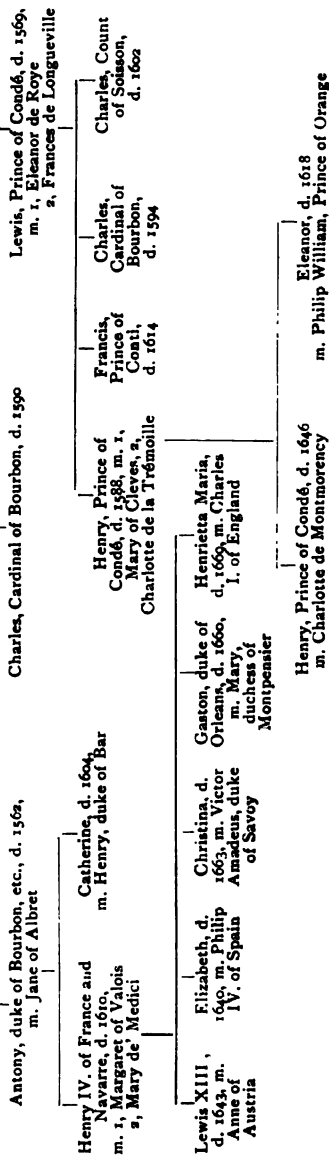 Antony, duke of Bourbon, etc., d. 1562,
m. Jane of Albret
Charles, Cardinal of Bourbon, d. 1590
Lewis, Prince of Condé, d. 1569,
m. 1, Eleanor de Roye
2, Frances de Longueville
Henry IV. of France and
Navarre, d. 1610,
m. 1, Margaret of Valois
2, Mary de' Medici
Catherine, d. 1604,
m. Henry, duke of Bar
Henry, Prince of
Condé, d. 1588, m. 1,
Mary of Cleves, 2,
Charlotte de la Trémoille
Francis,
Prince of
Conti,
d. 1614
Charles,
Cardinal of
Bourbon,
d. 1594
Charles, Count
of Soisson,
d. 1602
Lewis XIII,
d. 1643, m.
Anne of
Austria
Elizabeth, d.
1640, m. Philip
IV. of Spain
Christina, d.
1663, m. Victor
Amadeus, duke
of Savoy
Gaston, duke of
Orleans, d. 1660,
m. Mary,
duchess of
Montpensier
Henrietta Maria,
d. 1669, m. Charles
I. of England
Henry, Prince of Condé, d. 1646
m. Charlotte de Montmorency
Eleanor, d. 1618
m. Philip William, Prince of Orange